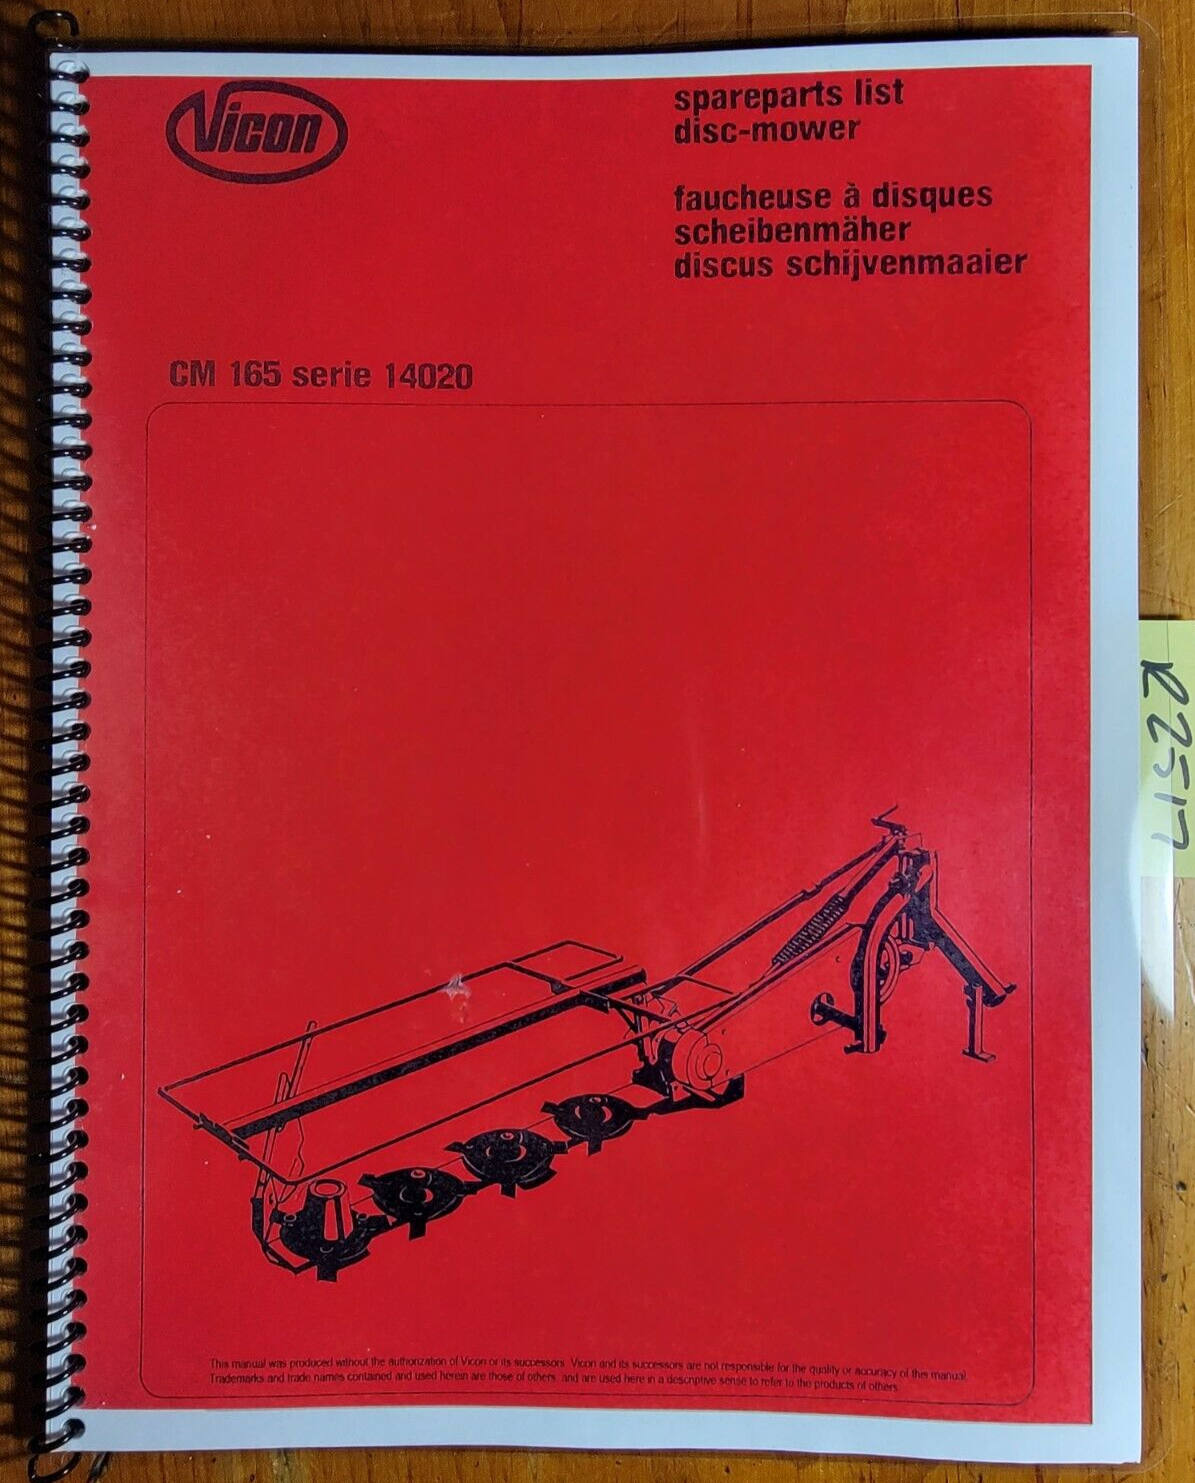 Vicon
spareparts list
disc-mower
faucheuse à disques
scheibenmäher
discus schijvenmaaier
CM 165 serie 14020
This manual was produced without the authorization of Vicon or its successors. Vicon and its successors are not responsible for the quality or accuracy of this manual.
Trademarks and trade names contained and used herein are those of others, and are used here in a descriptive sense to refer to the products of others.